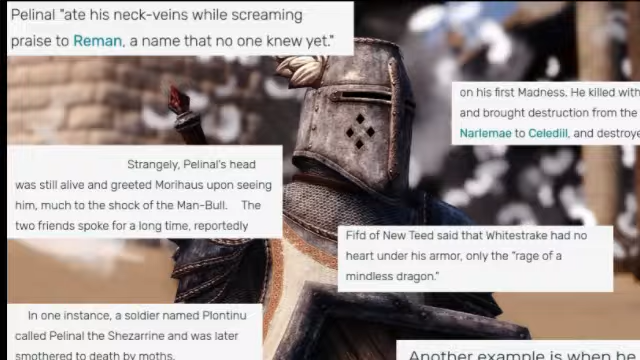 Pelinal "ate his neck-veins while screaming
praise to Reman, a name that no one knew yet."
on his first Madness. He killed with
and brought destruction from the
Narlemae to Celediil, and destroye
Strangely, Pelinal's head
was still alive and greeted Morihaus upon seeing
him, much to the shock of the Man-Bull. The
two friends spoke for a long time, reportedly
Fifd of New Teed said that Whitestrake had no
heart under his armor, only the "rage of a
mindless dragon."
In one instance, a soldier named Plontinu
called Pelinal the Shezarrine and was later
smothered to death by moths.
Another example is when he